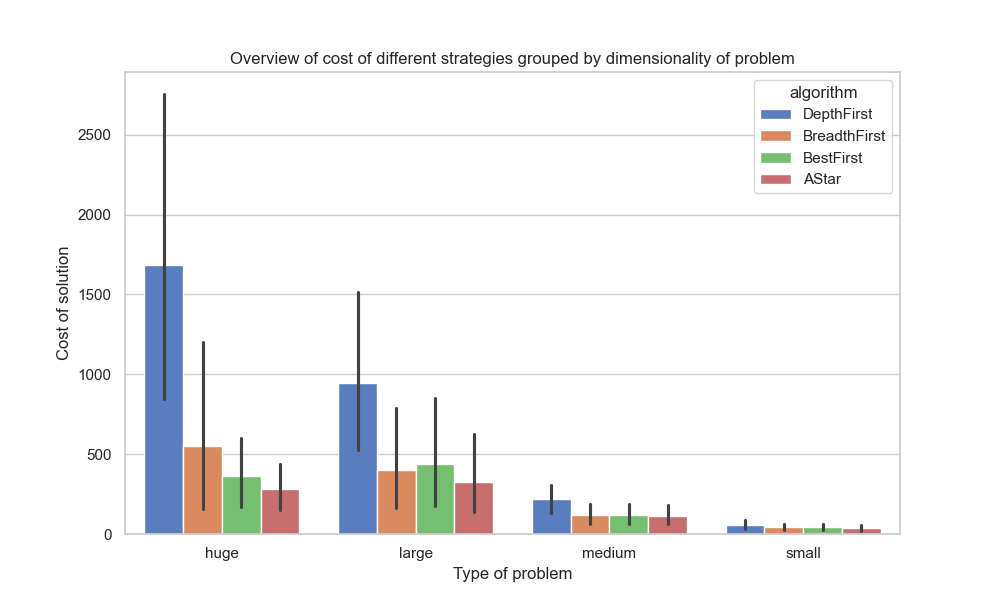 Overview of cost of different strategies grouped by dimensionality of problem
algorithm
DepthFirst
BreadthFirst
BestFirst
AStar
Cost of solution
2500
2000
1500
1000
500
0
huge
large
medium
small
Type of problem